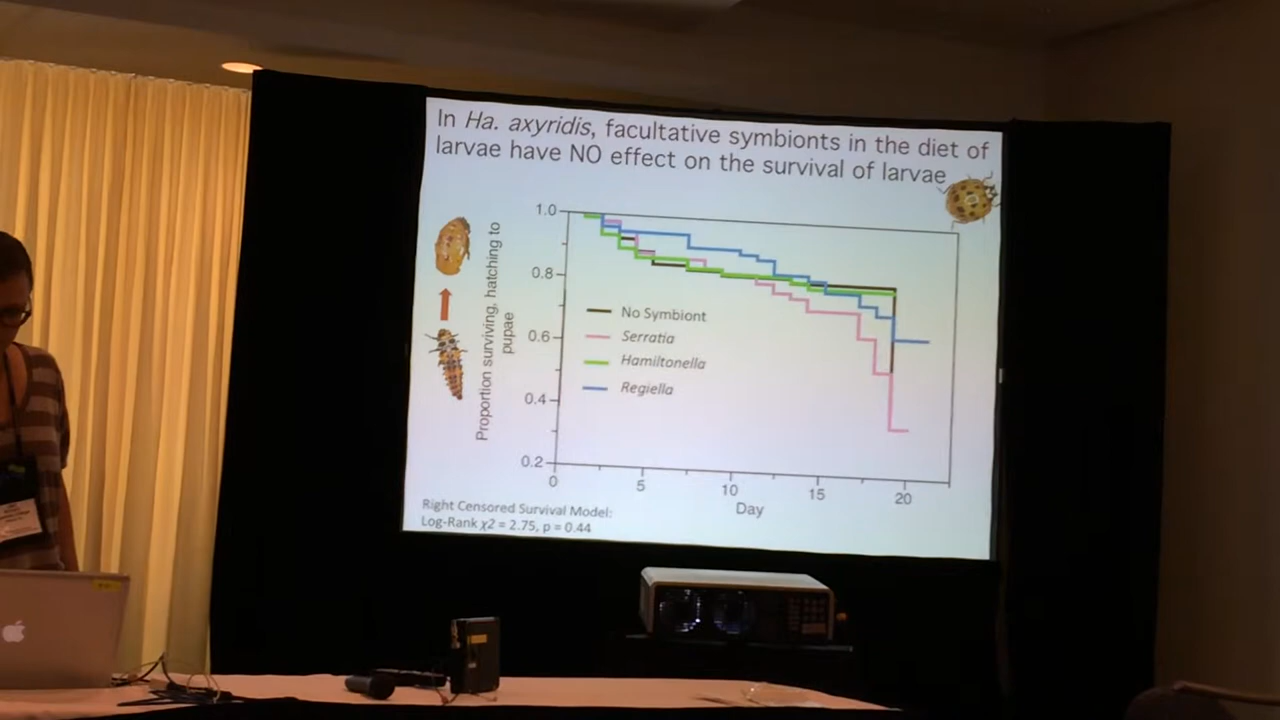 In Ha. axyridis, facultative symbionts in the diet of
larvae have NO effect on the survival of larvae
Proportion surviving, hatching to
pupae
1.0
0.8
0.6
0.4
0.2
No Symbiont
Serratia
Hamiltonella
Regiella
0
5
10
15
20
Day
Right Censored Survival Model:
Log-Rank χ2 = 2.75, p = 0.44